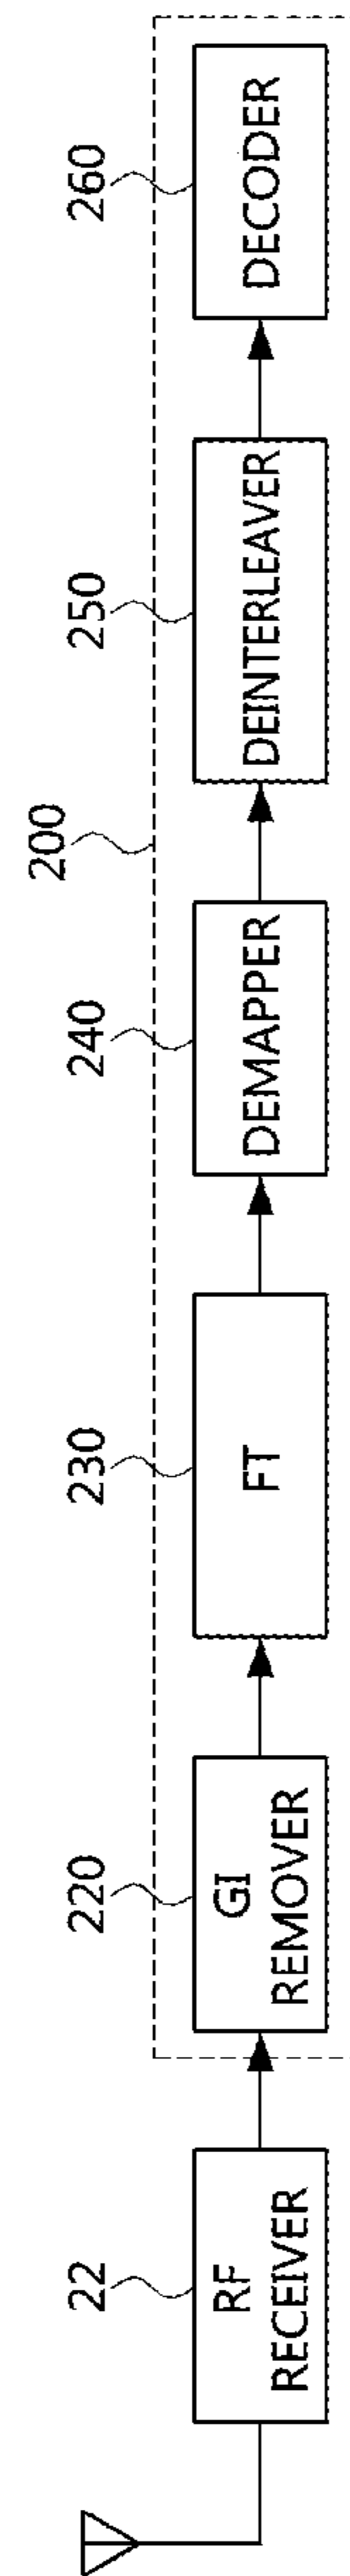 200
22
220
230
240
250
260
RF
RECEIVER
GI
REMOVER
FT
DEMAPPER
DEINTERLEAVER
DECODER